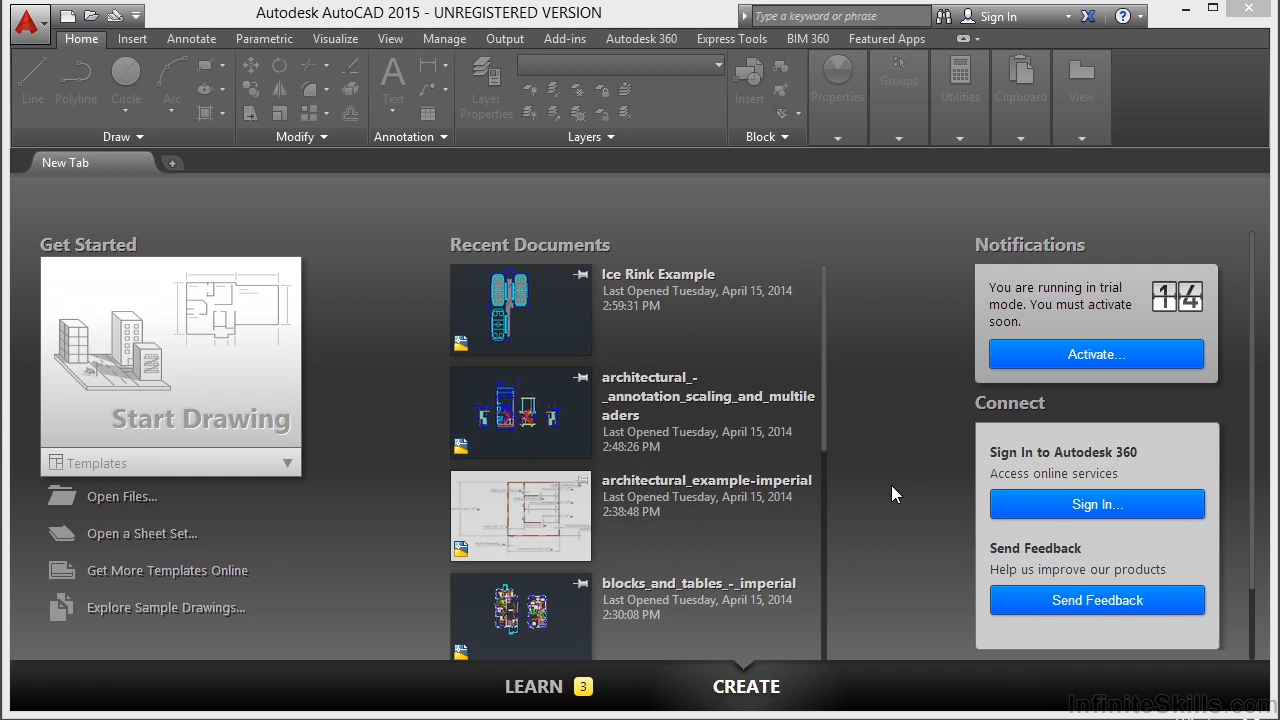 Autodesk AutoCAD 2015 - UNREGISTERED VERSION
Type a keyword or phrase
Sign In
Home Insert Annotate Parametric Visualize View Manage Output Add-ins Autodesk 360 Express Tools BIM 360 Featured Apps
Line Polyline Circle Arc
Text
Layer
Properties
Insert
Properties
Groups
Utilities
Clipboard
View
Draw Modify Annotation Layers Block
New Tab
Get Started
Start Drawing
Templates
Open Files...
Open a Sheet Set...
Get More Templates Online
Explore Sample Drawings...
Recent Documents
Ice Rink Example
Last Opened Tuesday, April 15, 2014
2:59:31 PM
architectural_-
_annotation_scaling_and_multile
aders
Last Opened Tuesday, April 15, 2014
2:48:26 PM
architectural_example-imperial
Last Opened Tuesday, April 15, 2014
2:38:48 PM
blocks_and_tables_-_imperial
Last Opened Tuesday, April 15, 2014
2:30:08 PM
Notifications
You are running in trial
mode. You must activate
soon.
14
Activate...
Connect
Sign In to Autodesk 360
Access online services
Sign In...
Send Feedback
Help us improve our products
Send Feedback
LEARN 3 CREATE
InfiniteSkills.com